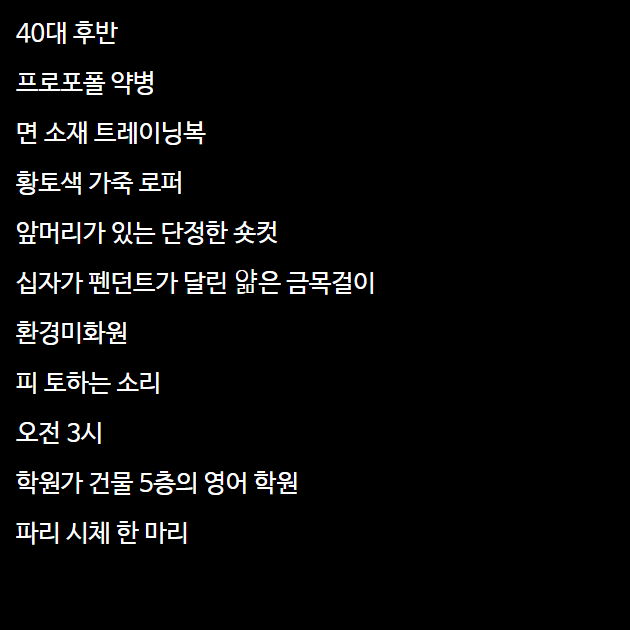 40대 후반
프로포폴 약병
면 소재 트레이닝복
황토색 가죽 로퍼
앞머리가 있는 단정한 숏컷
십자가 펜던트가 달린 얆은 금목걸이
환경미화원
피 토하는 소리
오전 3시
학원가 건물 5층의 영어 학원
파리 시체 한 마리